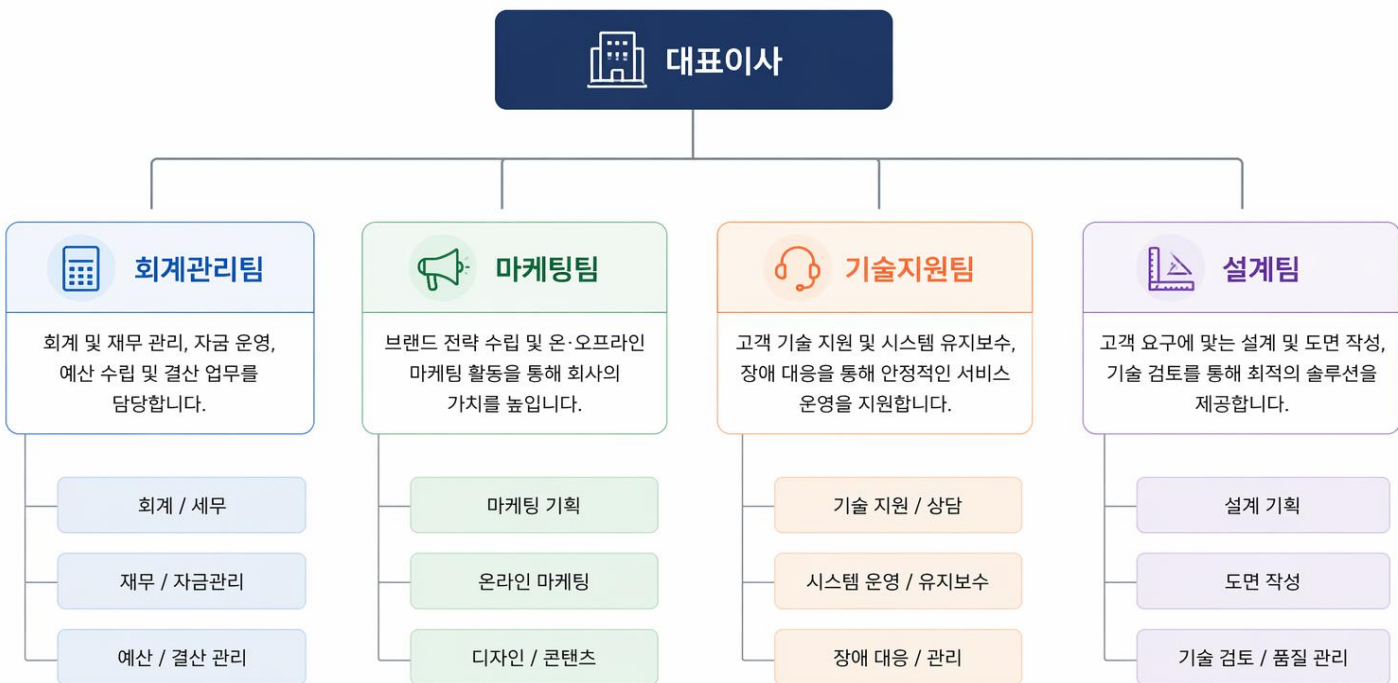 대표이사
회계관리팀
회계 및 재무 관리, 자금 운영,
예산 수립 및 결산 업무를
담당합니다.
회계 / 세무
재무 / 자금관리
예산 / 결산 관리
마케팅팀
브랜드 전략 수립 및 온·오프라인
마케팅 활동을 통해 회사의
가치를 높입니다.
마케팅 기획
온라인 마케팅
디자인 / 콘탠츠
기술지원팀
고객 기술 지원 및 시스템 유지보수,
장애 대응을 통해 안정적인 서비스
운영을 지원합니다.
기술 지원 / 상담
시스템 운영 / 유지보수
장애 대응 / 관리
설계팀
고객 요구에 맞는 설계 및 도면 작성,
기술 검토를 통해 최적의 솔루션을
제공합니다.
설계 기획
도면 작성
기술 검토 / 품질 관리